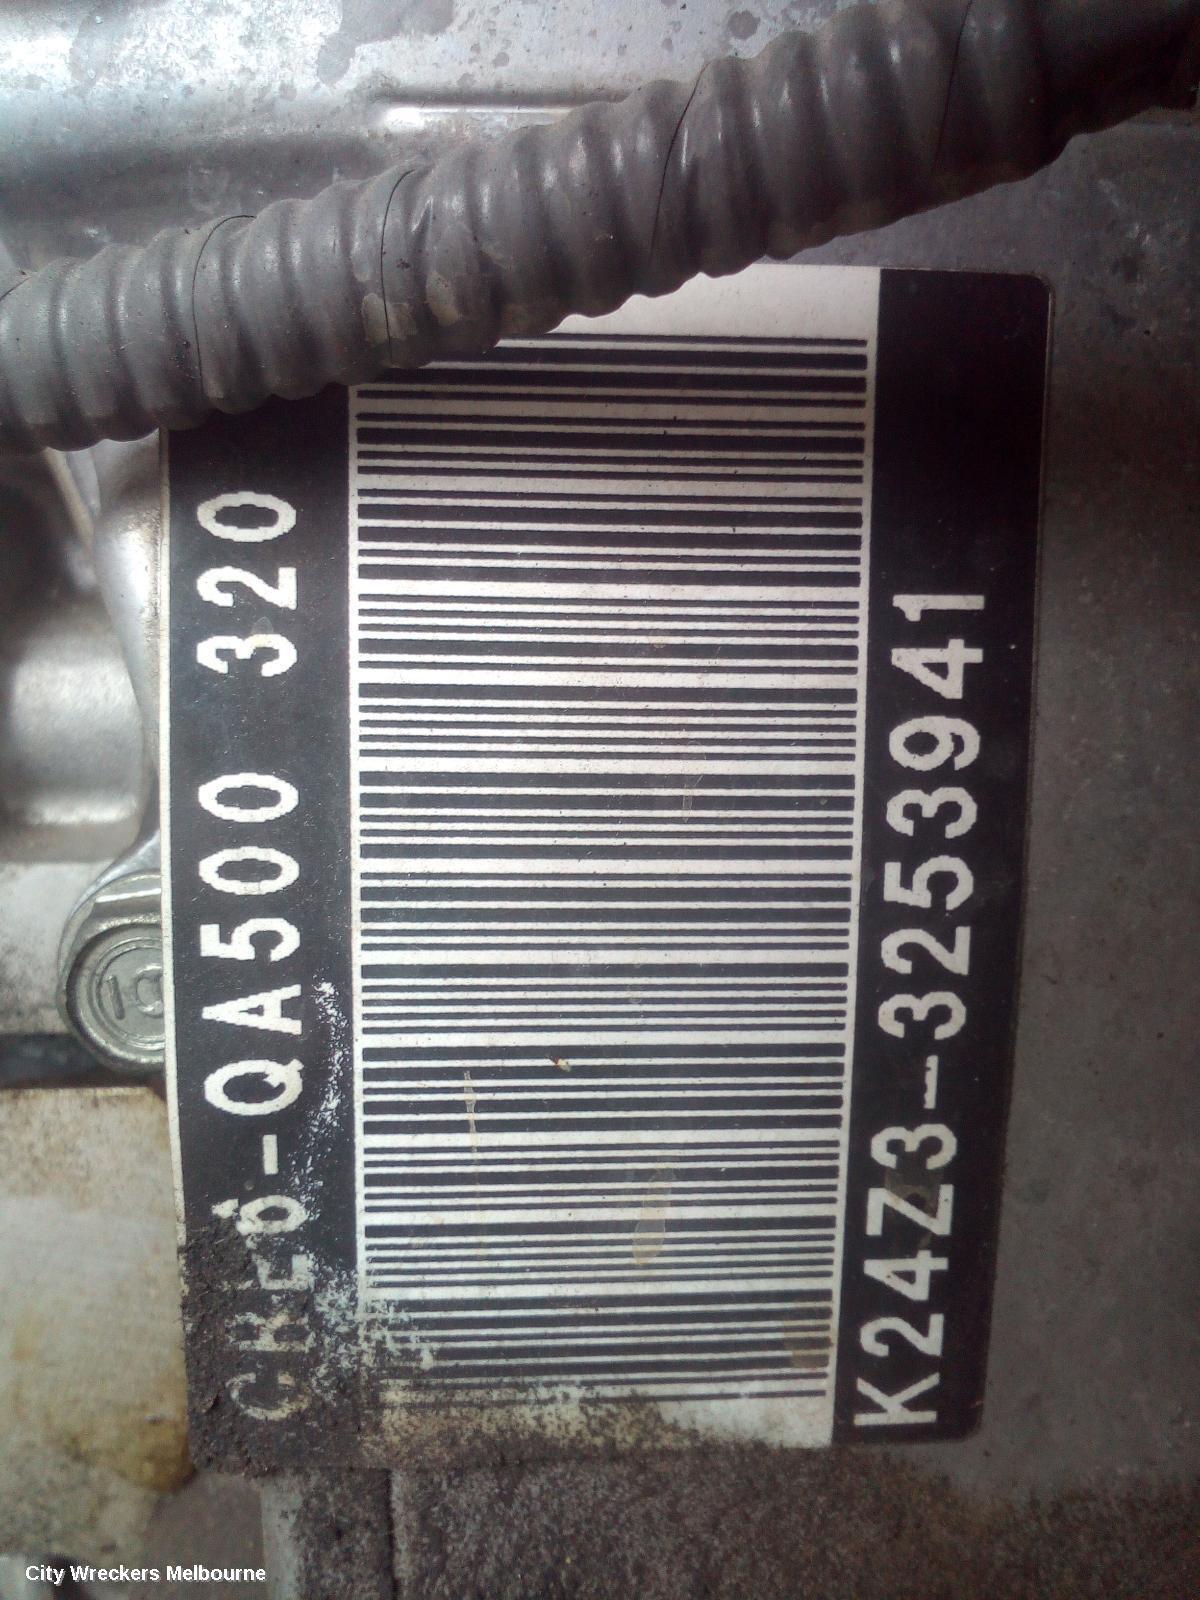 -QA500 320
K24Z3-3253941
City Wreckers Melbourne